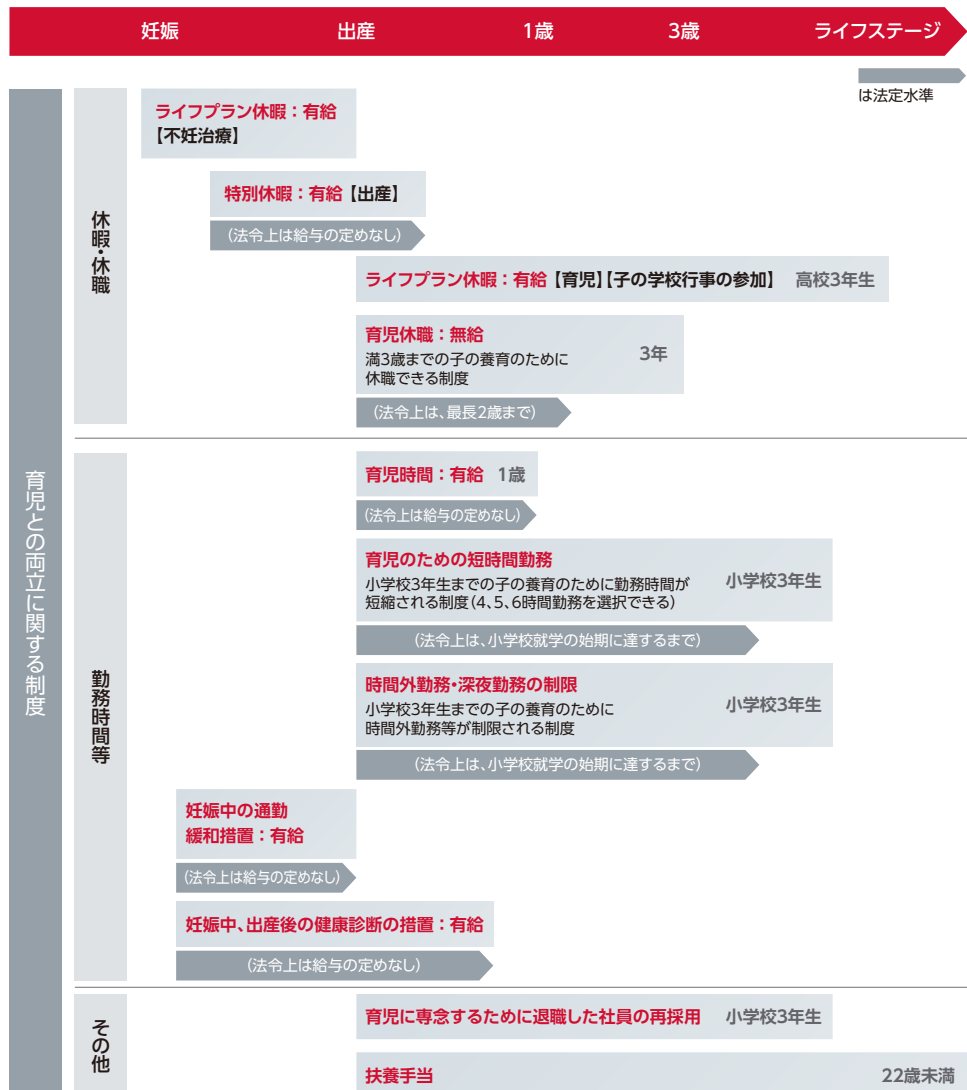 妊娠
出産
1歳
3歳
ライフステージ
は法定水準
育児との両立に関する制度
休暇・休職
ライフプラン休暇：有給
【不妊治療】
特別休暇：有給【出産】
（法令上は給与の定めなし）
ライフプラン休暇：有給【育児】【子の学校行事の参加】 高校3年生
育児休職：無給
満3歳までの子の養育のために
休職できる制度
3年
（法令上は、最長2歳まで）
勤務時間等
育児時間：有給 1歳
（法令上は給与の定めなし）
育児のための短時間勤務
小学校3年生までの子の養育のために勤務時間が
短縮される制度（4、5、6時間勤務を選択できる）
小学校3年生
（法令上は、小学校就学の始期に達するまで）
時間外勤務・深夜勤務の制限
小学校3年生までの子の養育のために
時間外勤務等が制限される制度
小学校3年生
（法令上は、小学校就学の始期に達するまで）
妊娠中の通勤
緩和措置：有給
（法令上は給与の定めなし）
妊娠中、出産後の健康診断の措置：有給
（法令上は給与の定めなし）
その他
育児に専念するために退職した社員の再採用 小学校3年生
扶養手当 22歳未満